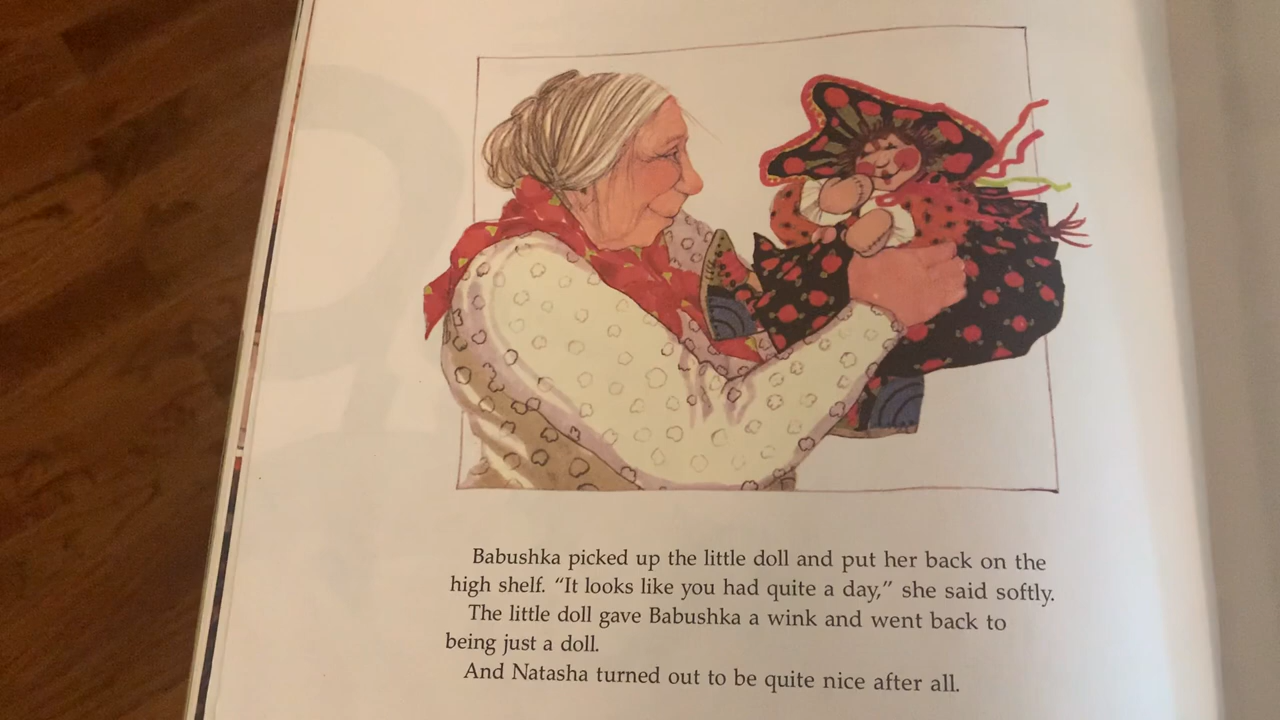 Babushka picked up the little doll and put her back on the
high shelf. “It looks like you had quite a day,” she said softly.
The little doll gave Babushka a wink and went back to
being just a doll.
And Natasha turned out to be quite nice after all.